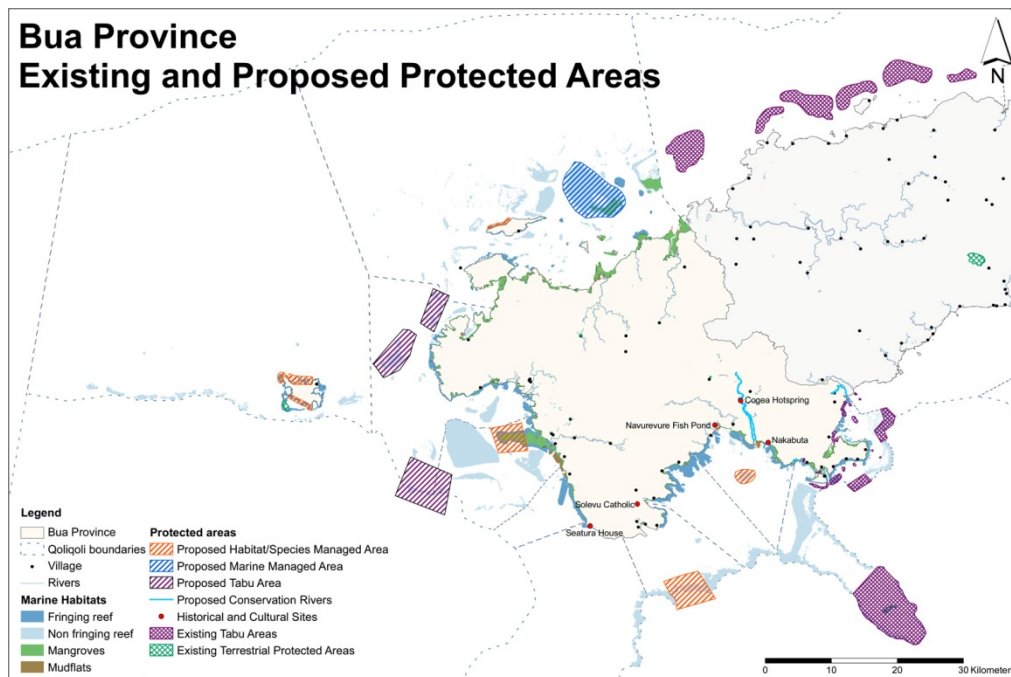 Bua Province
Existing and Proposed Protected Areas
N
Cogea Hotspring
Navurevure Fish Pond
Nakabuta
Solevu Catholic
Seatura House
Legend
Bua Province
Qoliqoli boundaries
Village
Rivers
Marine Habitats
Fringing reef
Non fringing reef
Mangroves
Mudflats
Protected areas
Proposed Habitat/Species Managed Area
Proposed Marine Managed Area
Proposed Tabu Area
Proposed Conservation Rivers
Historical and Cultural Sites
Existing Tabu Areas
Existing Terrestrial Protected Areas
0 10 20 30 Kilometer